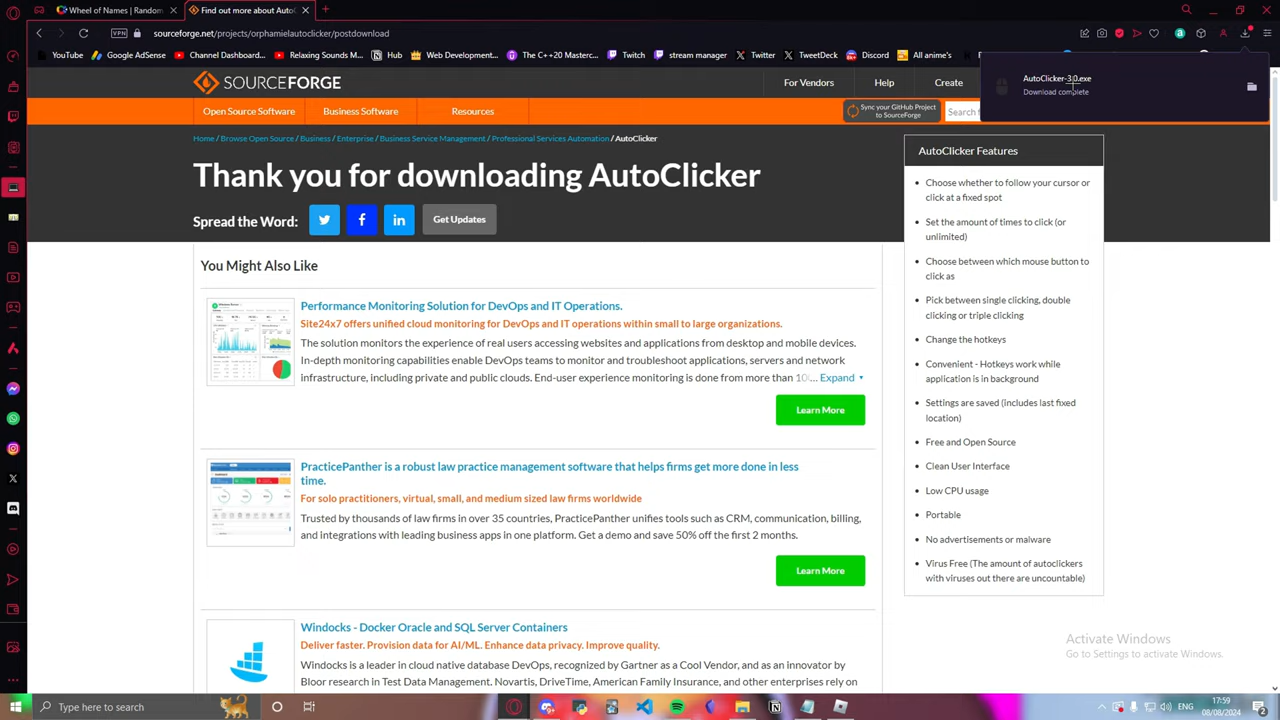 Wheel of Names | Random
Find out more about AutoC
VPN
sourceforge.net/projects/orphamielautoclicker/postdownload
YouTube
Google AdSense
Channel Dashboard...
Relaxing Sounds M...
Hub
Web Development...
The C++20 Masterc...
Twitch
stream manager
Twitter
TweetDeck
Discord
All anime's
AutoClicker-3.0.exe
Download complete
SOURCEFORGE
For Vendors
Help
Create
Open Source Software
Business Software
Resources
Sync your GitHub Project
to SourceForge
Search
Home / Browse Open Source / Business / Enterprise / Business Service Management / Professional Services Automation / AutoClicker
Thank you for downloading AutoClicker
Spread the Word:
Get Updates
You Might Also Like
Performance Monitoring Solution for DevOps and IT Operations.
Site24x7 offers unified cloud monitoring for DevOps and IT operations within small to large organizations.
The solution monitors the experience of real users accessing websites and applications from desktop and mobile devices.
In-depth monitoring capabilities enable DevOps teams to monitor and troubleshoot applications, servers and network
infrastructure, including private and public clouds. End-user experience monitoring is done from more than 10... Expand
Learn More
PracticePanther is a robust law practice management software that helps firms get more done in less
time.
For solo practitioners, virtual, small, and medium sized law firms worldwide
Trusted by thousands of law firms in over 35 countries, PracticePanther unifies tools such as CRM, communication, billing,
and integrations with leading business apps in one platform. Get a demo and save 50% off the first 2 months.
Learn More
Windocks - Docker Oracle and SQL Server Containers
Deliver faster. Provision data for AI/ML. Enhance data privacy. Improve quality.
Windocks is a leader in cloud native database DevOps, recognized by Gartner as a Cool Vendor, and as an innovator by
Bloor research in Test Data Management. Novartis, DriveTime, American Family Insurance, and other enterprises rely on
AutoClicker Features
Choose whether to follow your cursor or
click at a fixed spot
Set the amount of times to click (or
unlimited)
Choose between which mouse button to
click as
Pick between single clicking, double
clicking or triple clicking
Change the hotkeys
Convenient - Hotkeys work while
application is in background
Settings are saved (includes last fixed
location)
Free and Open Source
Clean User Interface
Low CPU usage
Portable
No advertisements or malware
Virus Free (The amount of autoclickers
with viruses out there are uncountable)
Activate Windows
Go to Settings to activate Windows.
Type here to search
ENG
17:59
08/08/2024
2